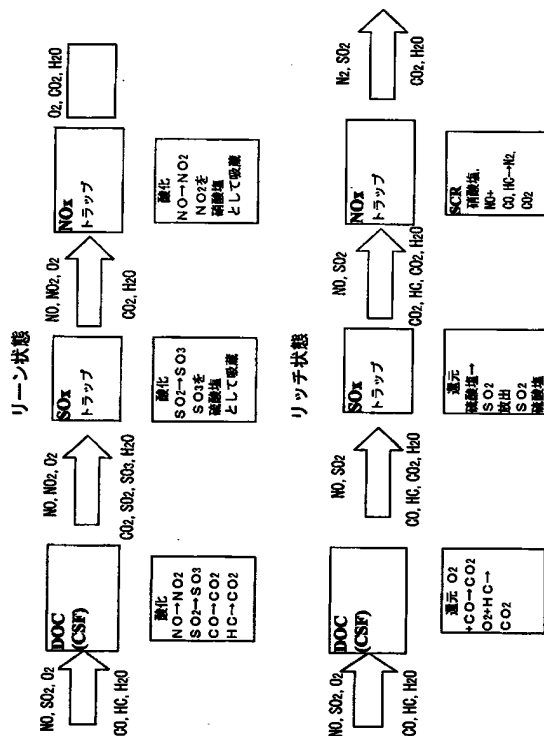 リーン状態
NO, SO2, O2
CO, HC, H2O
DOC
(CSF)
酸化
NO→NO2
SO2→SO3
CO→CO2
HC→CO2
NO, NO2, O2
CO2, SO2, SO3, H2O
SOx
トラップ
酸化
SO2→SO3
SO3を
硫酸塩
として吸蔵
NO, NO2, O2
CO2, H2O
NOx
トラップ
酸化
NO→NO2
NO2を
硝酸塩
として吸蔵
O2, CO2, H2O
リッチ状態
NO, SO2, O2
CO, HC, H2O
DOC
(CSF)
還元 O2
+CO→CO2
O2+HC→
CO2
NO, SO2
CO, HC, CO2, H2O
SOx
トラップ
還元
硫酸塩→
SO2
放出
SO2
硫酸塩
NO, SO2
CO2, HC, CO2, H2O
NOx
トラップ
SCR
硝酸塩,
NO+
CO, HC→N2,
CO2
N2, SO2
CO2, H2O